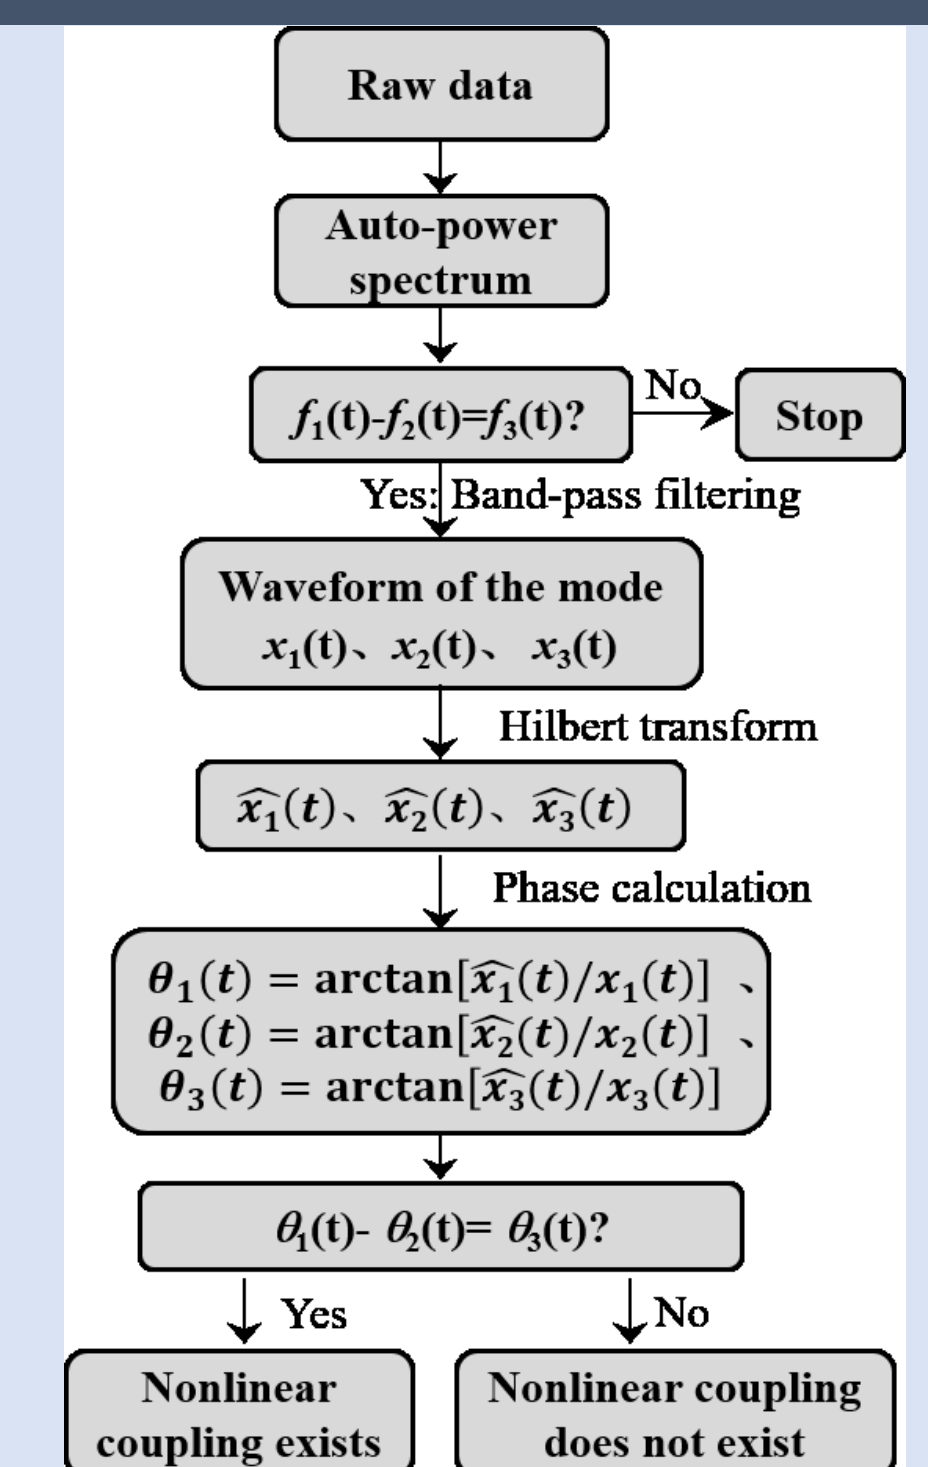 Raw data
Auto-power
spectrum
f₁(t)-f₂(t)=f₃(t)?
No
Stop
Yes: Band-pass filtering
Waveform of the mode
x₁(t)、x₂(t)、 x₃(t)
Hilbert transform
x̂₁(t)、x̂₂(t)、x̂₃(t)
Phase calculation
θ₁(t) = arctan[x̂₁(t)/x₁(t)] 、
θ₂(t) = arctan[x̂₂(t)/x₂(t)] 、
θ₃(t) = arctan[x̂₃(t)/x₃(t)]
θ₁(t)- θ₂(t)= θ₃(t)?
Yes
No
Nonlinear
coupling exists
Nonlinear coupling
does not exist